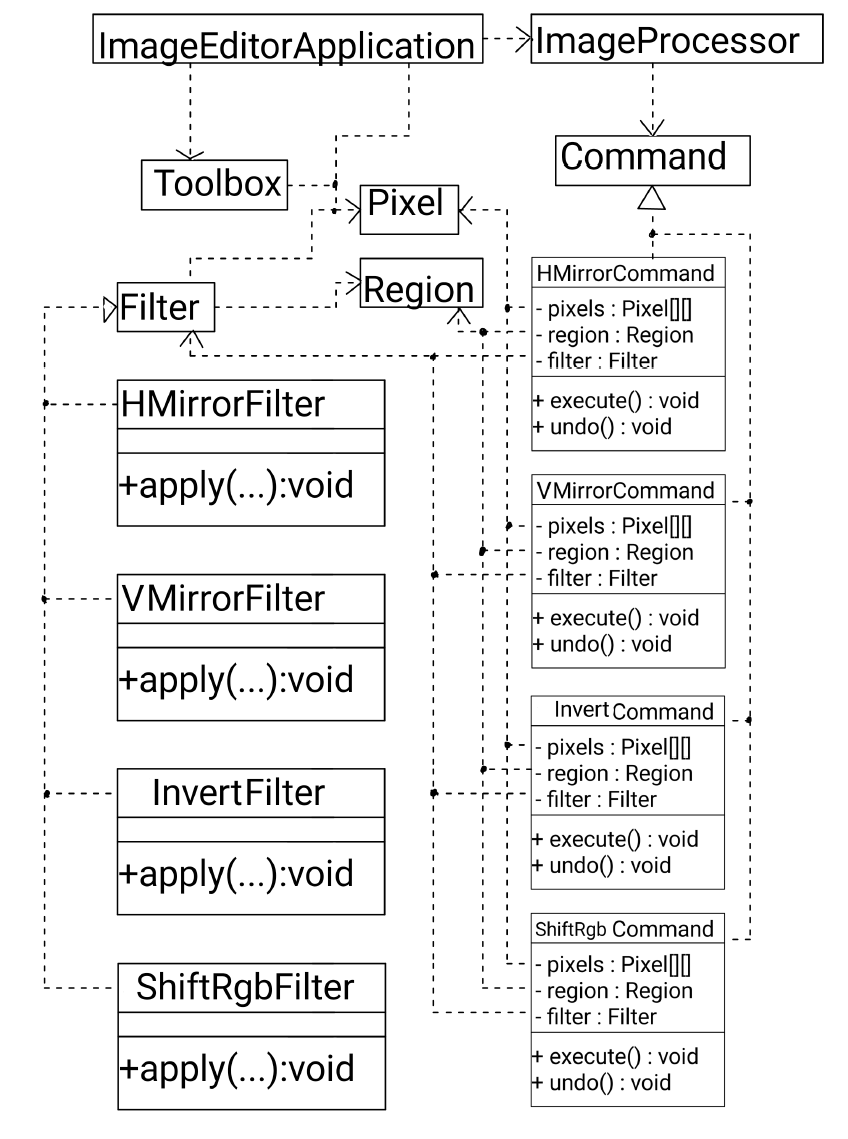 ImageEditorApplication
ImageProcessor
Toolbox
Command
Pixel
Filter
Region
HMirrorCommand
- pixels : Pixel[][]
- region : Region
- filter : Filter
+ execute() : void
+ undo() : void
HMirrorFilter
+apply(...):void
VMirrorCommand
- pixels : Pixel[][]
- region : Region
- filter : Filter
+ execute() : void
+ undo() : void
VMirrorFilter
+apply(...):void
Invert Command
- pixels : Pixel[][]
- region : Region
- filter : Filter
+ execute() : void
+ undo() : void
InvertFilter
+apply(...):void
ShiftRgb Command
- pixels : Pixel[][]
- region : Region
- filter : Filter
+ execute() : void
+ undo() : void
ShiftRgbFilter
+apply(...):void